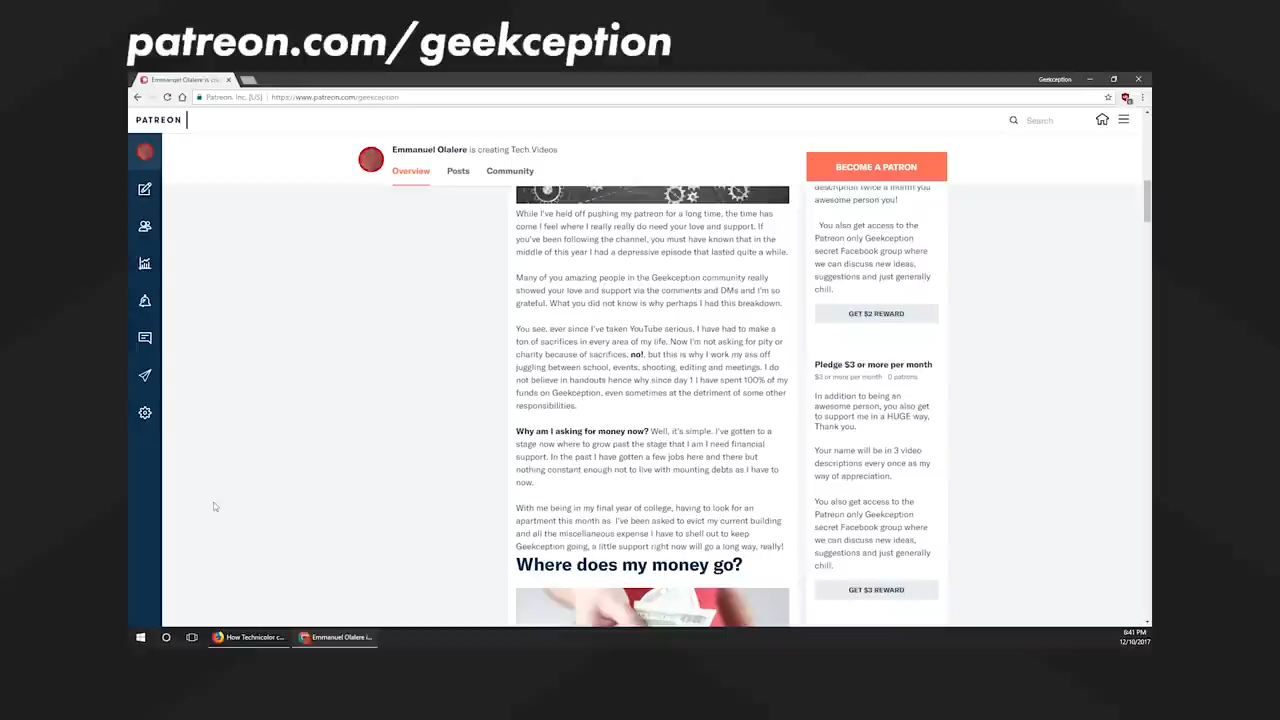 patreon.com/geekception
Emmanuel Olalere is cre
Geekception
Patreon, Inc. [US] | https://www.patreon.com/geekception
PATREON
Search
Emmanuel Olalere is creating Tech Videos
Overview Posts Community
BECOME A PATRON
While I've held off pushing my patreon for a long time, the time has
come I feel where I really really do need your love and support. If
you've been following the channel, you must have known that in the
middle of this year I had a depressive episode that lasted quite a while.
Many of you amazing people in the Geekception community really
showed your love and support via the comments and DMs and I'm so
grateful. What you did not know is why perhaps I had this breakdown.
You see, ever since I've taken YouTube serious, I have had to make a
ton of sacrifices in every area of my life. Now I'm not asking for pity or
charity because of sacrifices, no!, but this is why I work my ass off
juggling between school, events, shooting, editing and meetings. I do
not believe in handouts hence why since day 1 I have spent 100% of my
funds on Geekception, even sometimes at the detriment of some other
responsibilities.
Why am I asking for money now? Well, it's simple. I've gotten to a
stage now where to grow past the stage that I am I need financial
support. In the past I have gotten a few jobs here and there but
nothing constant enough not to live with mounting debts as I have to
now.
With me being in my final year of college, having to look for an
apartment this month as I've been asked to evict my current building
and all the miscellaneous expense I have to shell out to keep
Geekception going, a little support right now will go a long way, really!
Where does my money go?
description twice a month you
awesome person you!
You also get access to the
Patreon only Geekception
secret Facebook group where
we can discuss new ideas,
suggestions and just generally
chill.
GET $2 REWARD
Pledge $3 or more per month
$3 or more per month 0 patrons
In addition to being an
awesome person, you also get
to support me in a HUGE way,
Thank you.
Your name will be in 3 video
descriptions every once as my
way of appreciation.
You also get access to the
Patreon only Geekception
secret Facebook group where
we can discuss new ideas,
suggestions and just generally
chill.
GET $3 REWARD
How Technicolor c...
Emmanuel Olalere i...
8:41 PM
12/10/2017